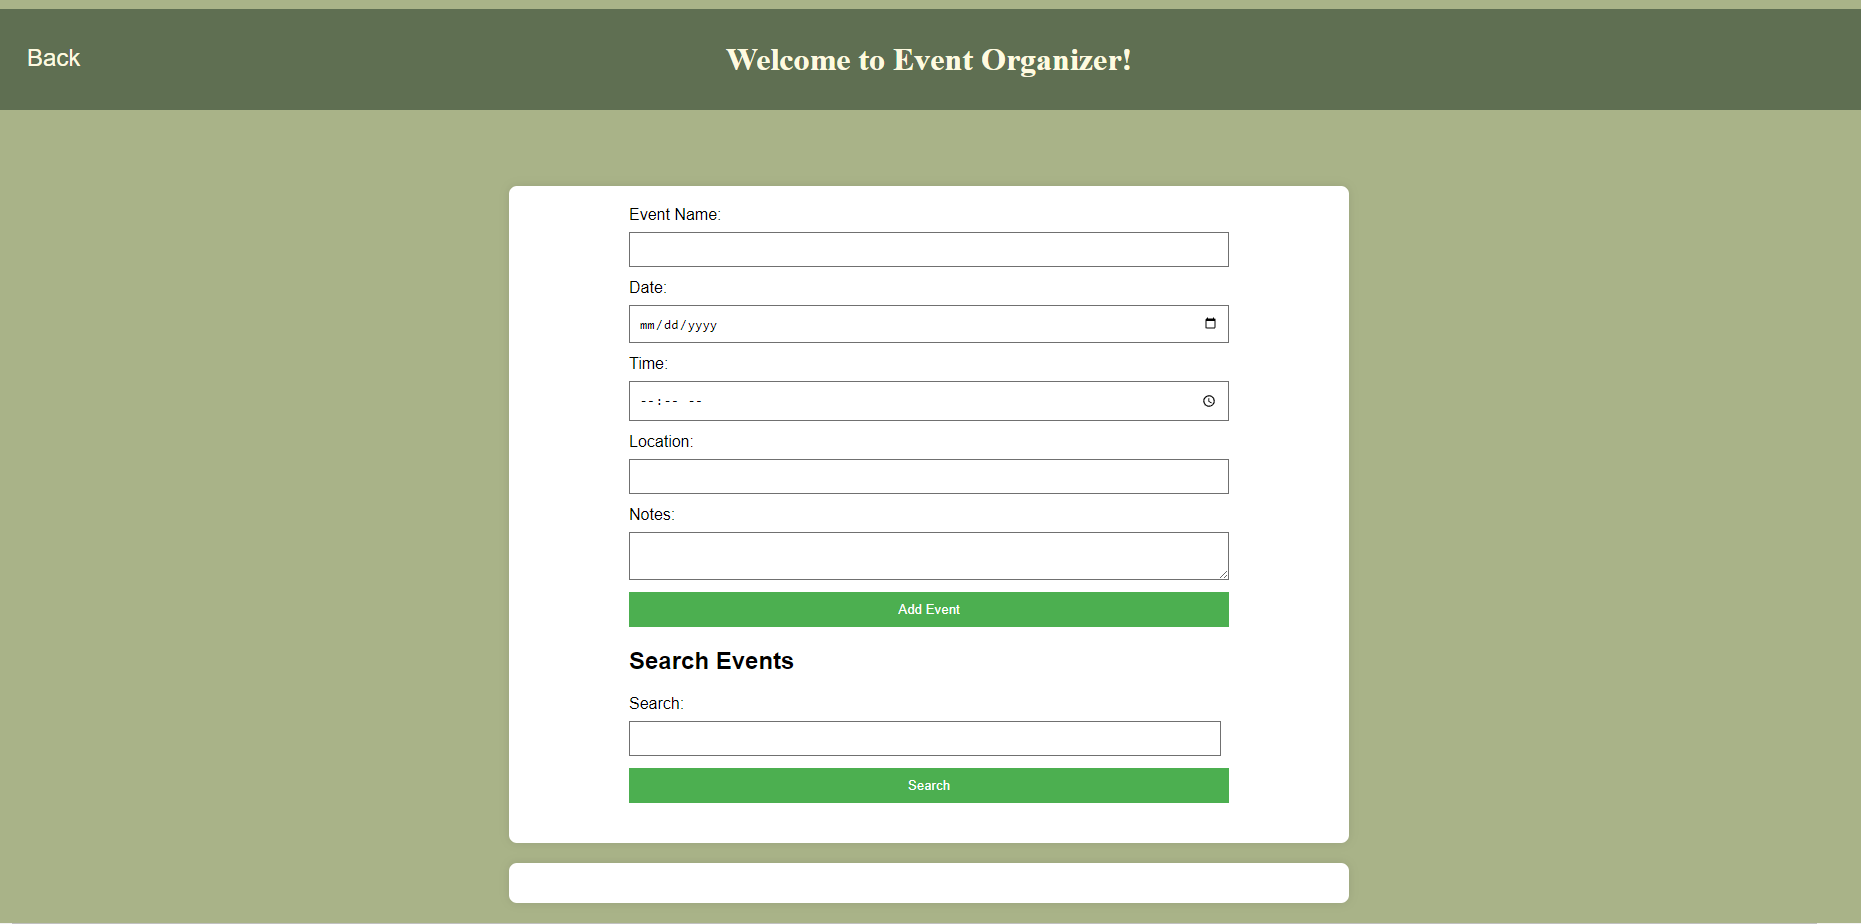 Back
Welcome to Event Organizer!
Event Name:
Date:
mm/dd/yyyy
Time:
--:-- --
Location:
Notes:
Add Event
Search Events
Search:
Search